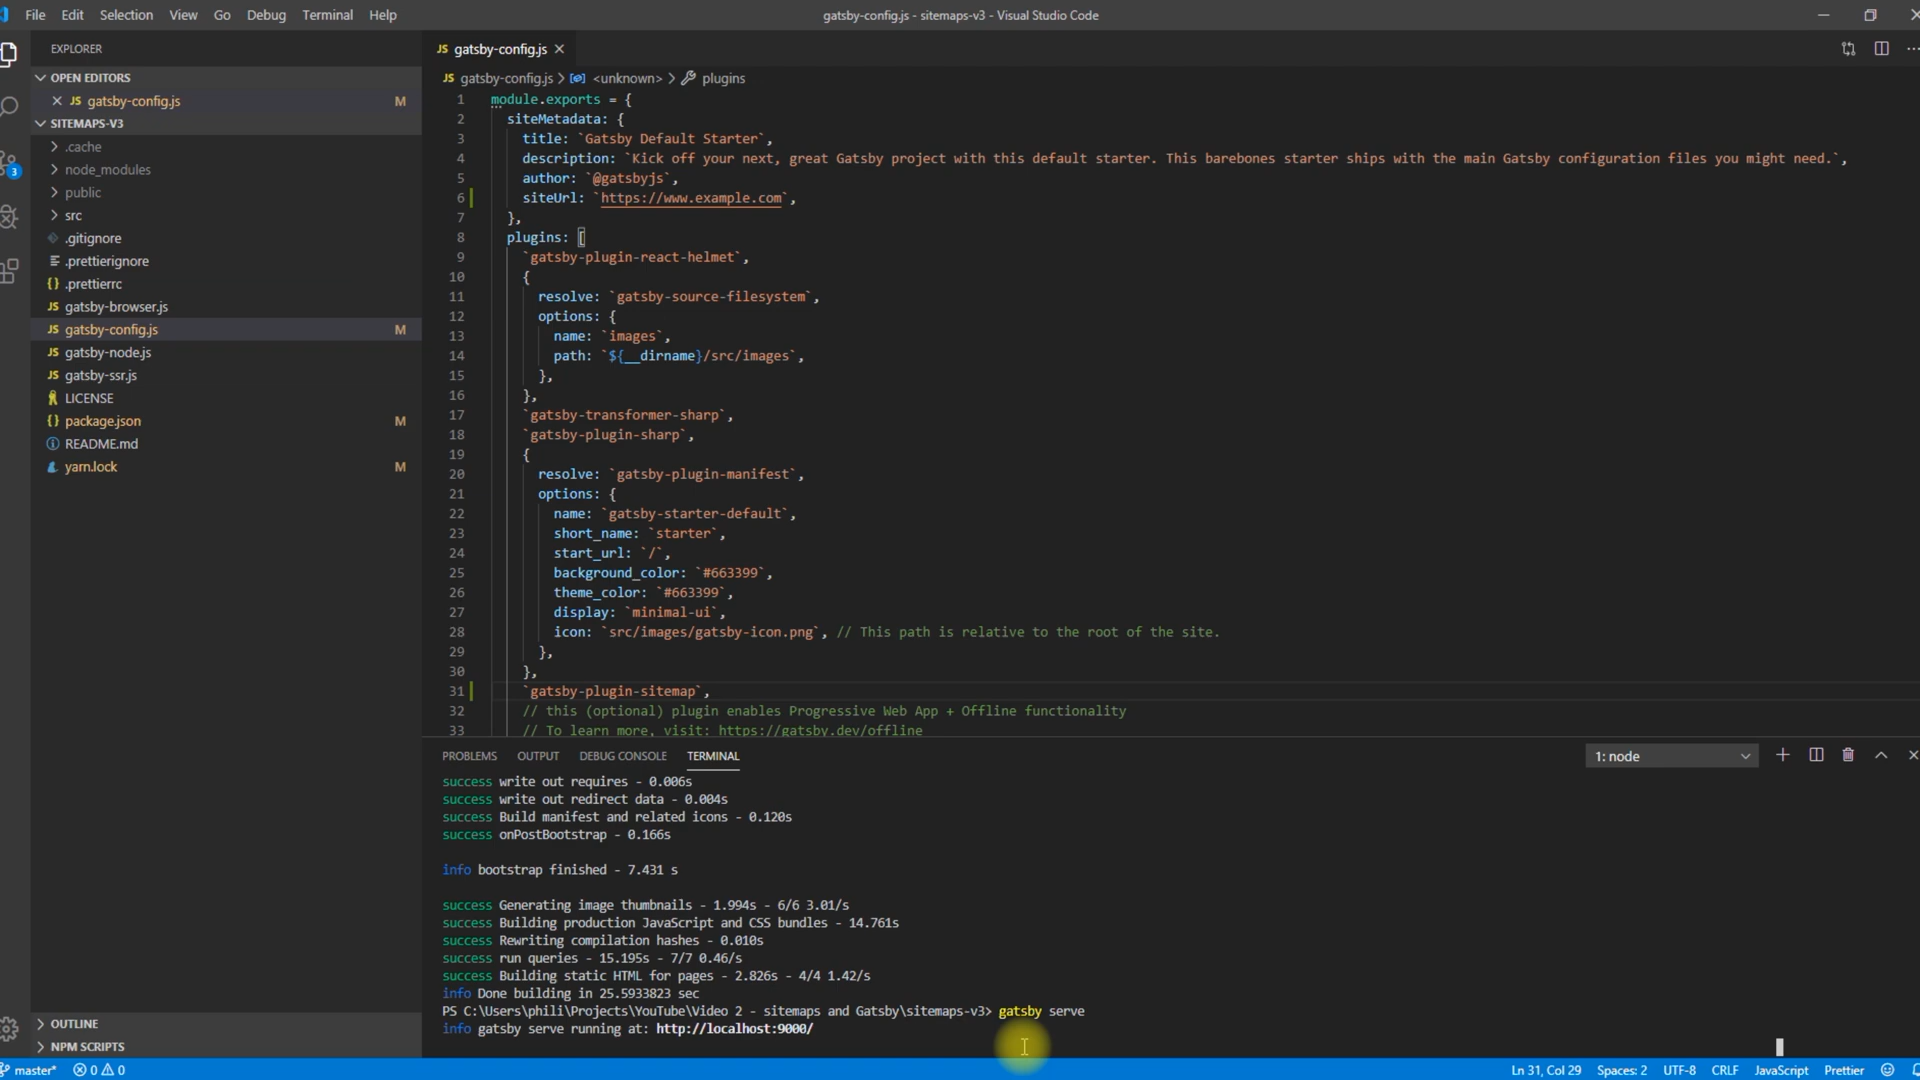 File Edit Selection View Go Debug Terminal Help
gatsby-config.js - sitemaps-v3 - Visual Studio Code
EXPLORER
OPEN EDITORS
JS gatsby-config.js M
SITEMAPS-V3
.cache
node_modules
3
public
src
.gitignore
.prettierignore
{} .prettierrc
JS gatsby-browser.js
JS gatsby-config.js M
JS gatsby-node.js
JS gatsby-ssr.js
LICENSE
{} package.json M
README.md
yarn.lock M
OUTLINE
NPM SCRIPTS
JS gatsby-config.js
JS gatsby-config.js > <unknown> > plugins
1 module.exports = {
2 siteMetadata: {
3 title: `Gatsby Default Starter`,
4 description: `Kick off your next, great Gatsby project with this default starter. This barebones starter ships with the main Gatsby configuration files you might need.`,
5 author: `@gatsbyjs`,
6 siteUrl: `https://www.example.com`,
7 },
8 plugins: [
9 `gatsby-plugin-react-helmet`,
10 {
11 resolve: `gatsby-source-filesystem`,
12 options: {
13 name: `images`,
14 path: `${__dirname}/src/images`,
15 },
16 },
17 `gatsby-transformer-sharp`,
18 `gatsby-plugin-sharp`,
19 {
20 resolve: `gatsby-plugin-manifest`,
21 options: {
22 name: `gatsby-starter-default`,
23 short_name: `starter`,
24 start_url: `/`,
25 background_color: `#663399`,
26 theme_color: `#663399`,
27 display: `minimal-ui`,
28 icon: `src/images/gatsby-icon.png`, // This path is relative to the root of the site.
29 },
30 },
31 `gatsby-plugin-sitemap`,
32 // this (optional) plugin enables Progressive Web App + Offline functionality
33 // To learn more, visit: https://gatsby.dev/offline
PROBLEMS OUTPUT DEBUG CONSOLE TERMINAL
1: node
success write out requires - 0.006s
success write out redirect data - 0.004s
success Build manifest and related icons - 0.120s
success onPostBootstrap - 0.166s
info bootstrap finished - 7.431 s
success Generating image thumbnails - 1.994s - 6/6 3.01/s
success Building production JavaScript and CSS bundles - 14.761s
success Rewriting compilation hashes - 0.010s
success run queries - 15.195s - 7/7 0.46/s
success Building static HTML for pages - 2.826s - 4/4 1.42/s
info Done building in 25.5933823 sec
PS C:\Users\phili\Projects\YouTube\Video 2 - sitemaps and Gatsby\sitemaps-v3> gatsby serve
info gatsby serve running at: http://localhost:9000/
master* 0 0
Ln 31, Col 29 Spaces: 2 UTF-8 CRLF JavaScript Prettier